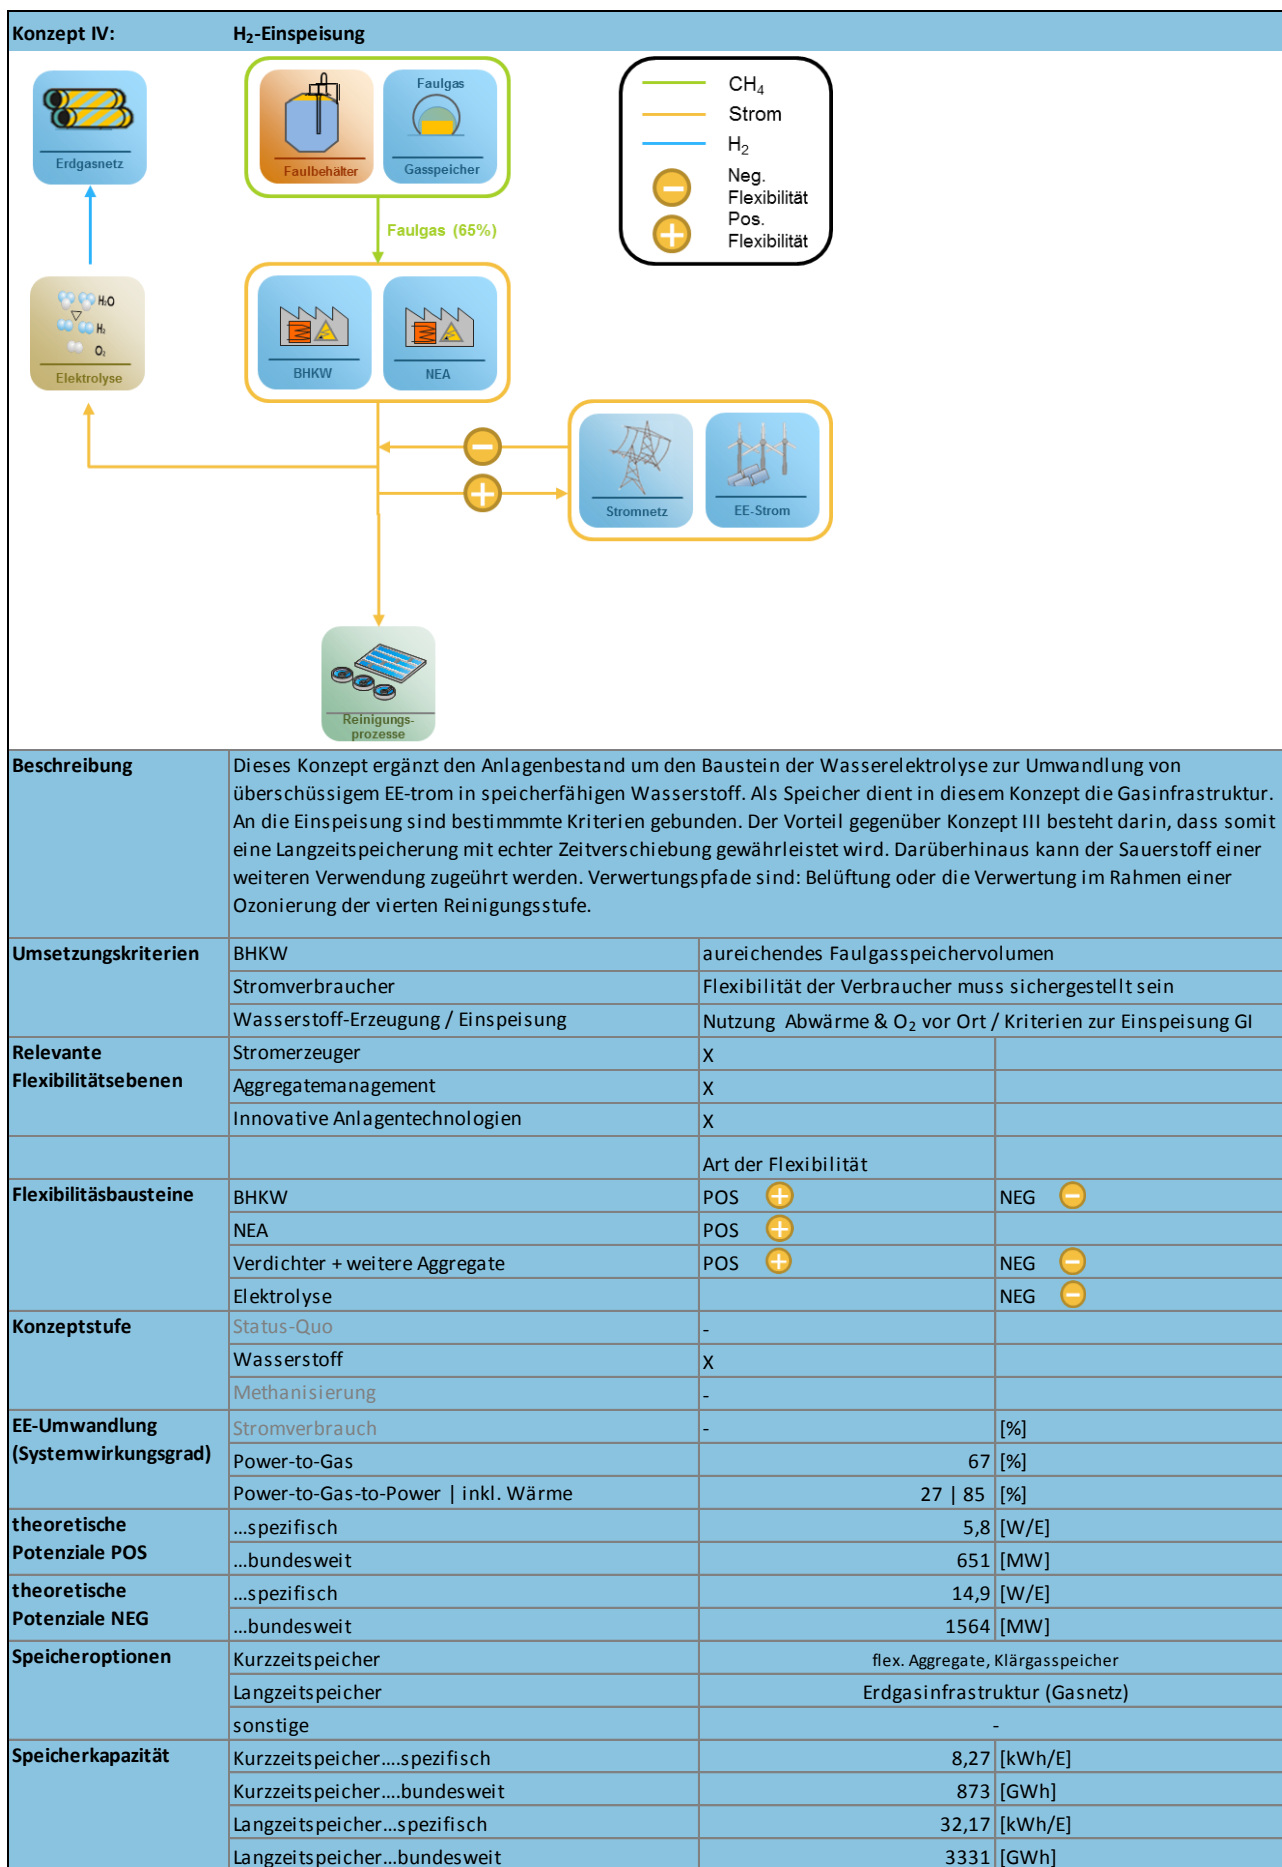 Konzept IV: H₂-Einspeisung
Erdgasnetz
Faulbehälter
Faulgas
Gasspeicher
CH₄
Strom
H₂
Neg.
Flexibilität
Pos.
Flexibilität
Faulgas (65%)
H₂O
H₂
O₂
Elektrolyse
BHKW
NEA
Stromnetz
EE-Strom
Reinigungs-
prozesse
Beschreibung
Dieses Konzept ergänzt den Anlagenbestand um den Baustein der Wasserelektrolyse zur Umwandlung von
überschüssigem EE-trom in speicherfähigen Wasserstoff. Als Speicher dient in diesem Konzept die Gasinfrastruktur.
An die Einspeisung sind bestimmmte Kriterien gebunden. Der Vorteil gegenüber Konzept III besteht darin, dass somit
eine Langzeitspeicherung mit echter Zeitverschiebung gewährleistet wird. Darüberhinaus kann der Sauerstoff einer
weiteren Verwendung zugeührt werden. Verwertungspfade sind: Belüftung oder die Verwertung im Rahmen einer
Ozonierung der vierten Reinigungsstufe.
Umsetzungskriterien BHKW aureichendes Faulgasspeichervolumen
Stromverbraucher Flexibilität der Verbraucher muss sichergestellt sein
Wasserstoff-Erzeugung / Einspeisung Nutzung Abwärme & O₂ vor Ort / Kriterien zur Einspeisung GI
Relevante
Flexibilitätsebenen
Stromerzeuger X
Aggregatemanagement X
Innovative Anlagentechnologien X
Art der Flexibilität
Flexibilitäsbausteine BHKW POS + NEG −
NEA POS +
Verdichter + weitere Aggregate POS + NEG −
Elektrolyse NEG −
Konzeptstufe Status-Quo -
Wasserstoff X
Methanisierung -
EE-Umwandlung
(Systemwirkungsgrad)
Stromverbrauch - [%]
Power-to-Gas 67 [%]
Power-to-Gas-to-Power | inkl. Wärme 27 | 85 [%]
theoretische
Potenziale POS
...spezifisch 5,8 [W/E]
...bundesweit 651 [MW]
theoretische
Potenziale NEG
...spezifisch 14,9 [W/E]
...bundesweit 1564 [MW]
Speicheroptionen Kurzzeitspeicher flex. Aggregate, Klärgasspeicher
Langzeitspeicher Erdgasinfrastruktur (Gasnetz)
sonstige -
Speicherkapazität Kurzzeitspeicher....spezifisch 8,27 [kWh/E]
Kurzzeitspeicher....bundesweit 873 [GWh]
Langzeitspeicher...spezifisch 32,17 [kWh/E]
Langzeitspeicher...bundesweit 3331 [GWh]